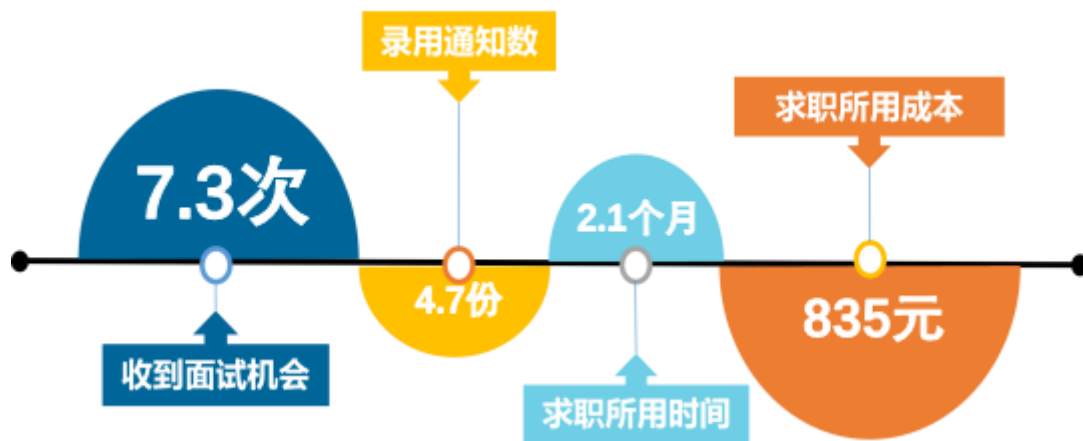 录用通知数
求职所用成本
7.3次
2.1个月
4.7份
835元
收到面试机会
求职所用时间